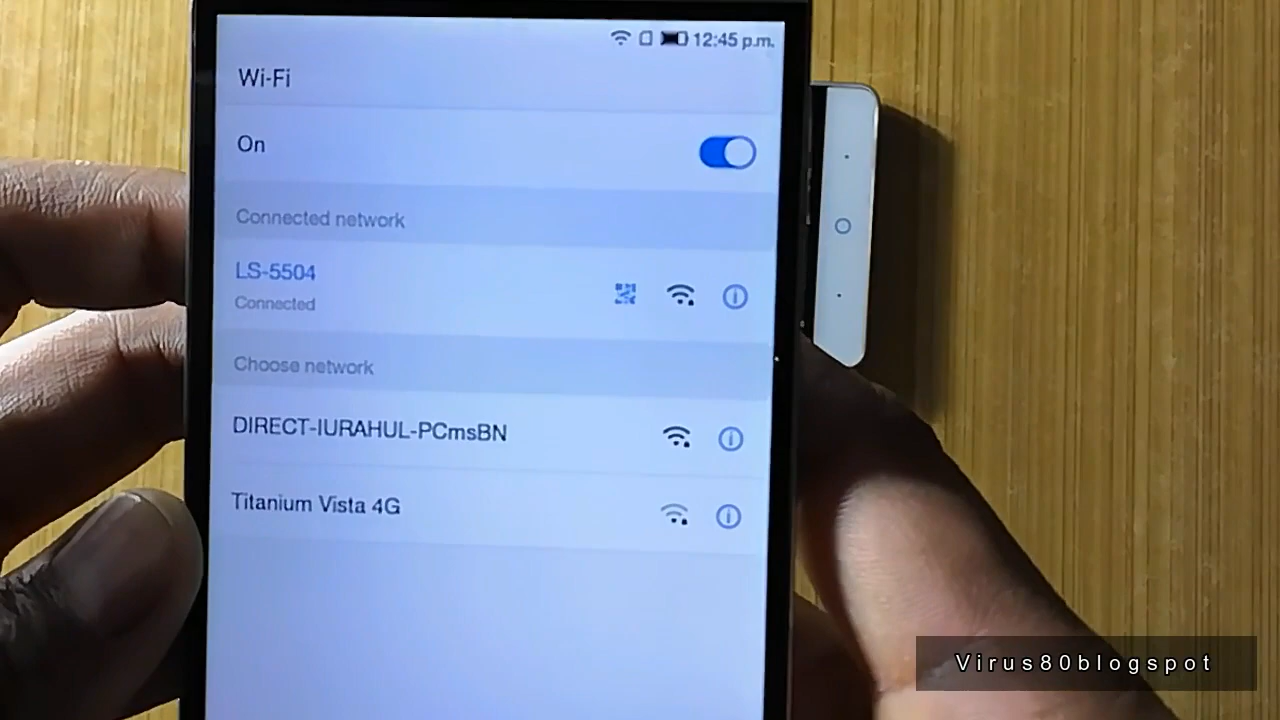 12:45 p.m.
Wi-Fi
On
Connected network
LS-5504
Connected
Choose network
DIRECT-IURAHUL-PCmsBN
Titanium Vista 4G
Virus80blogspot